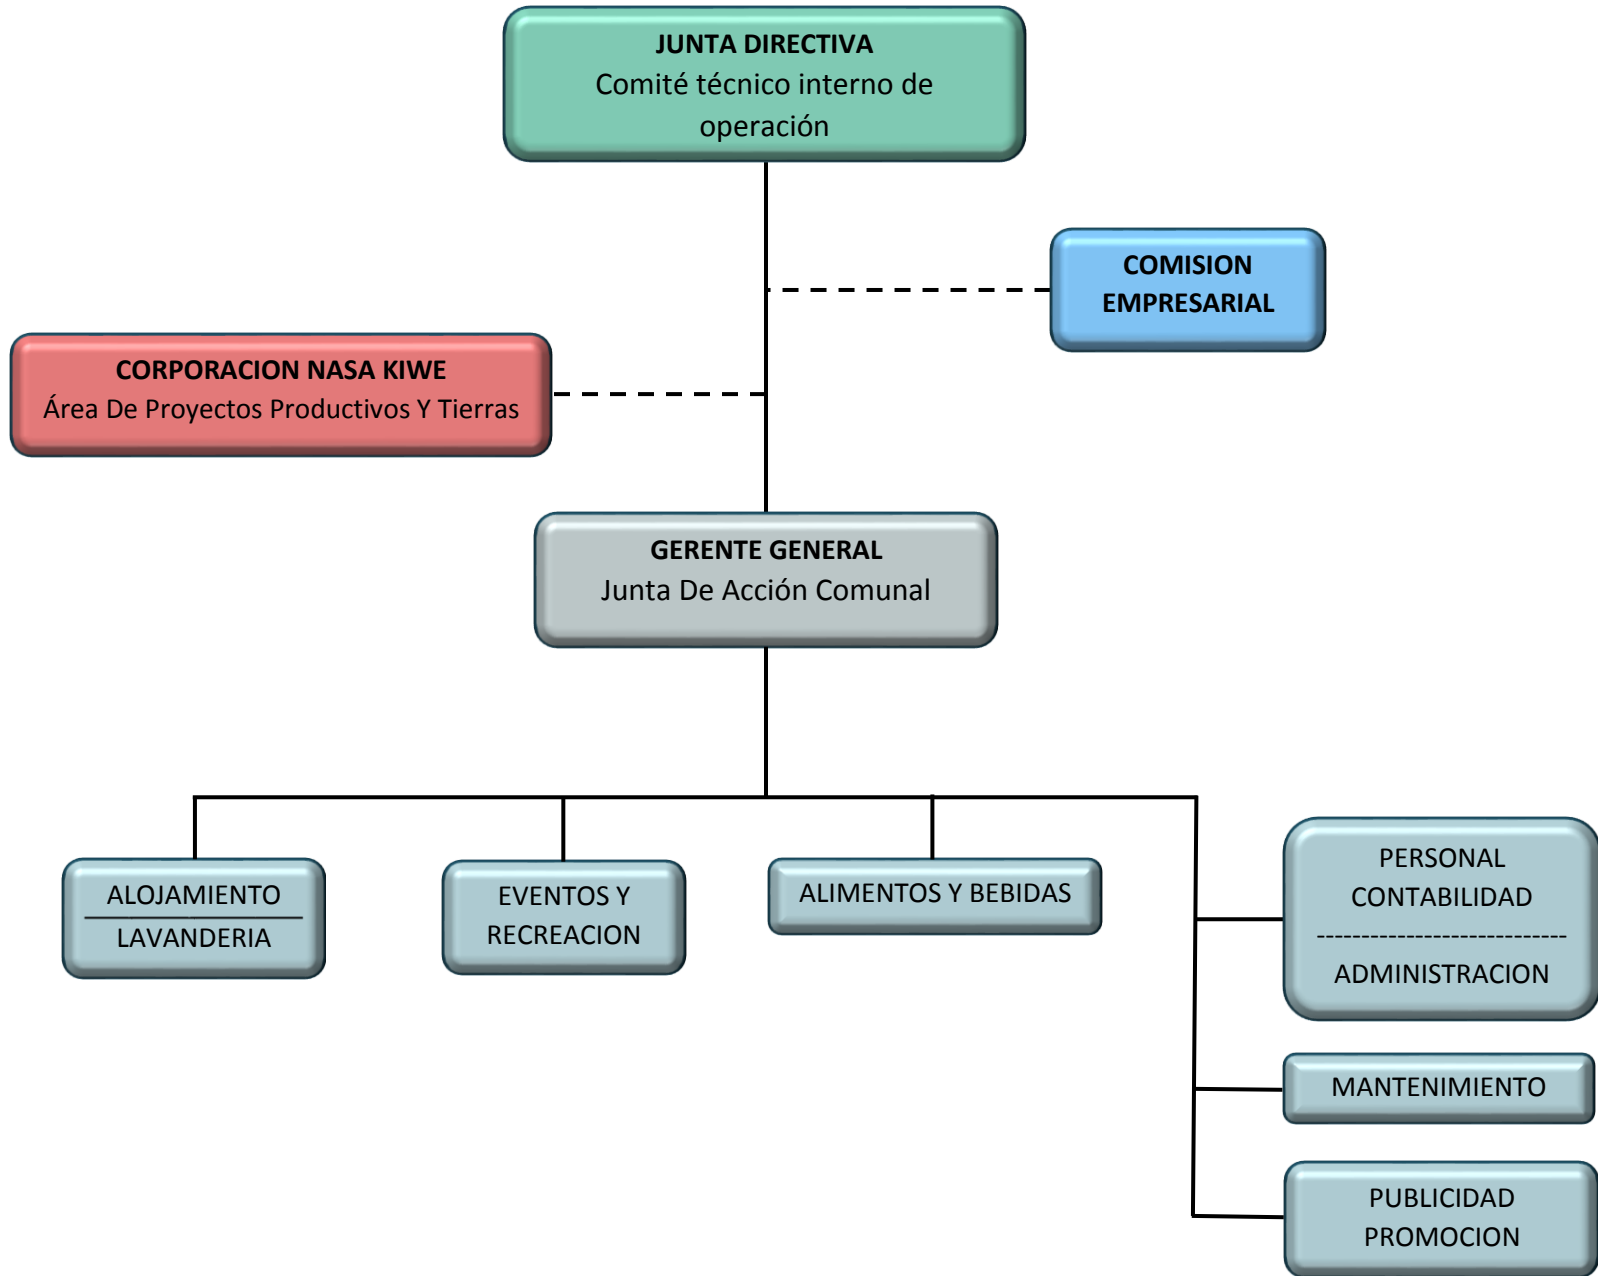 JUNTA DIRECTIVA
Comité técnico interno de
operación
COMISION
EMPRESARIAL
CORPORACION NASA KIWE
Área De Proyectos Productivos Y Tierras
GERENTE GENERAL
Junta De Acción Comunal
ALOJAMIENTO
LAVANDERIA
EVENTOS Y
RECREACION
ALIMENTOS Y BEBIDAS
PERSONAL
CONTABILIDAD
----------------------------
ADMINISTRACION
MANTENIMIENTO
PUBLICIDAD
PROMOCION